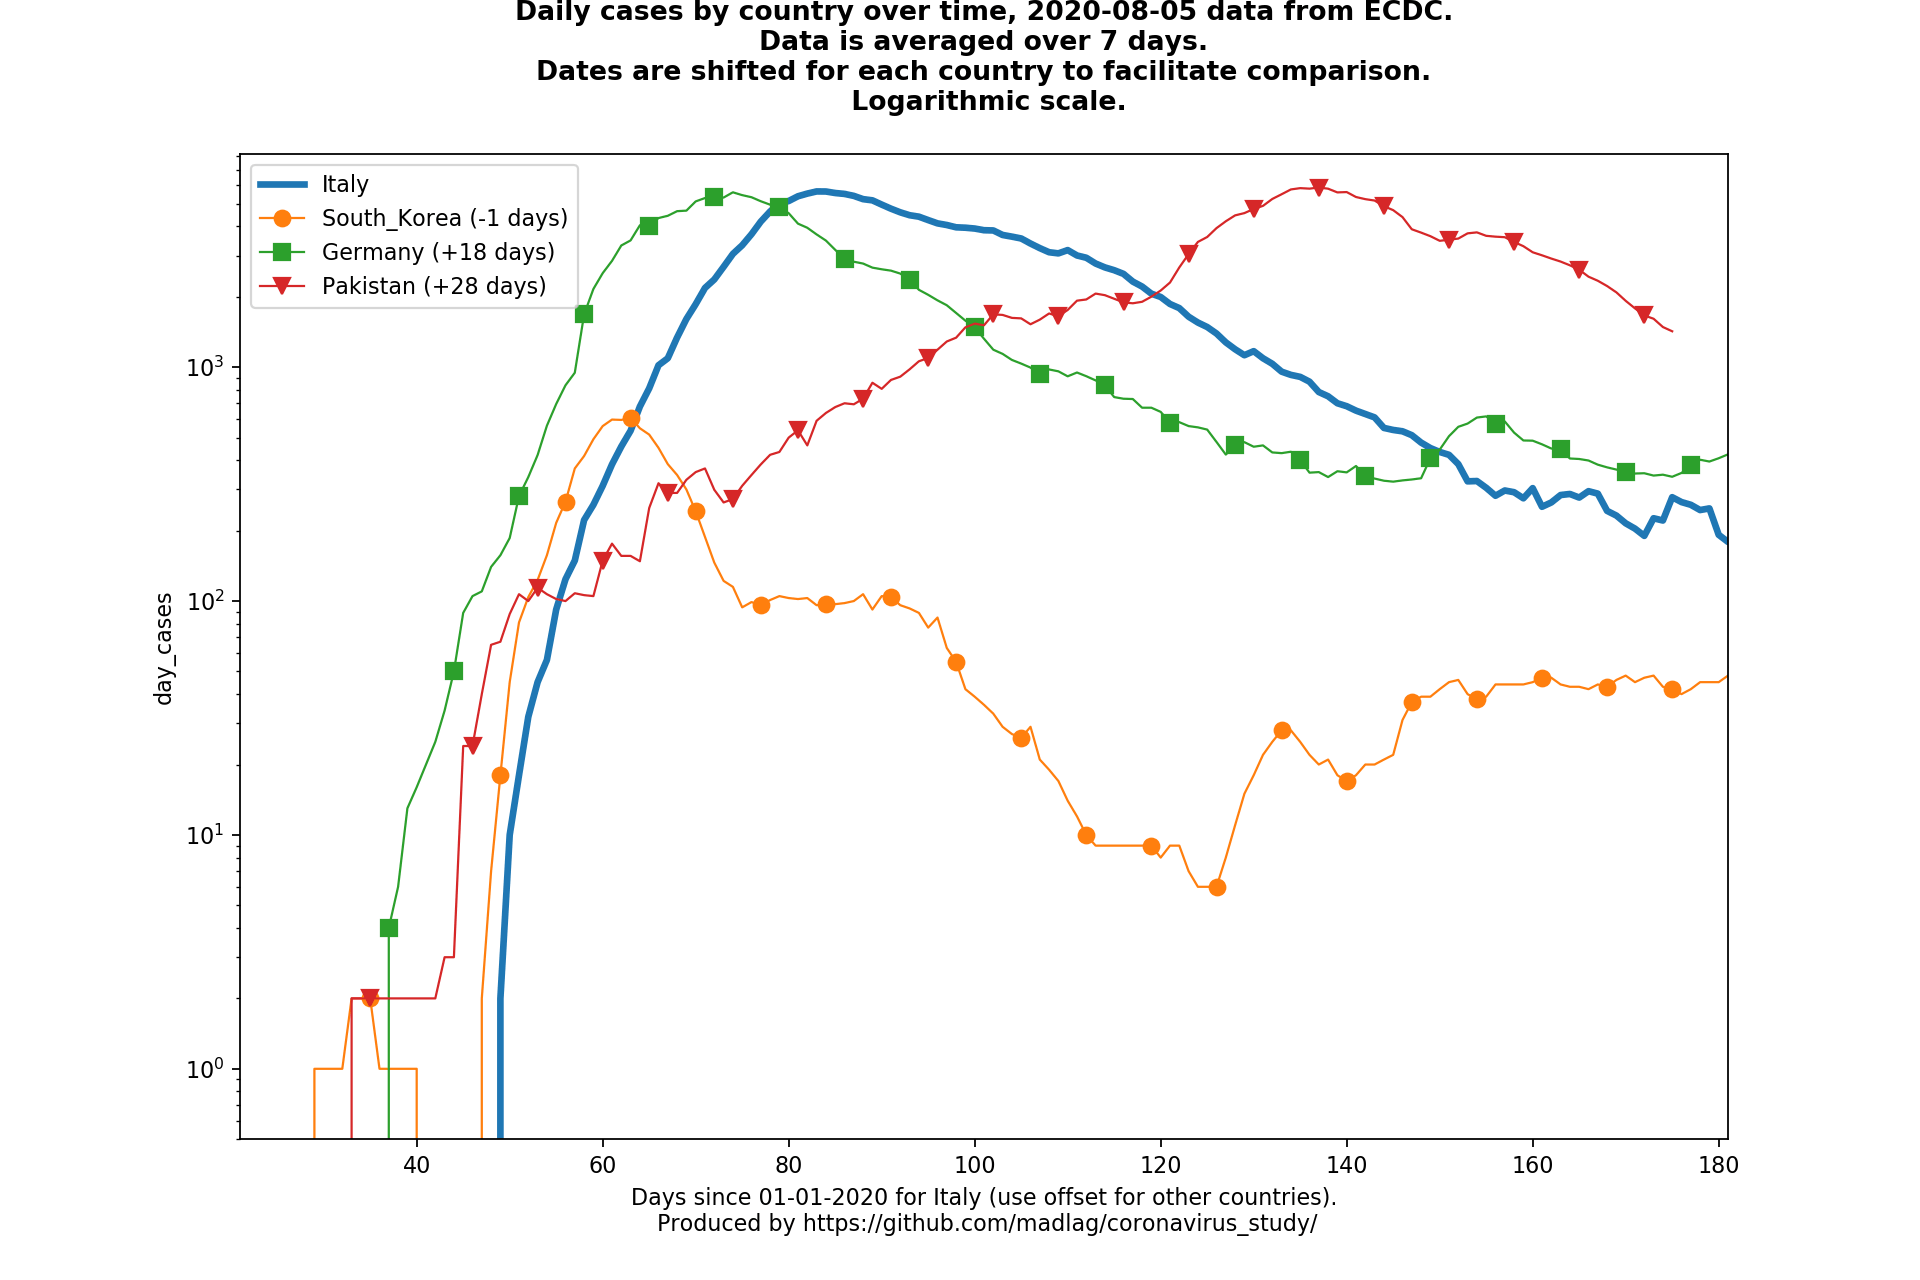 Daily cases by country over time, 2020-08-05 data from ECDC.
Data is averaged over 7 days.
Dates are shifted for each country to facilitate comparison.
Logarithmic scale.
Italy
South_Korea (-1 days)
Germany (+18 days)
Pakistan (+28 days)
day_cases
10³
10²
10¹
10⁰
40 60 80 100 120 140 160 180
Days since 01-01-2020 for Italy (use offset for other countries).
Produced by https://github.com/madlag/coronavirus_study/